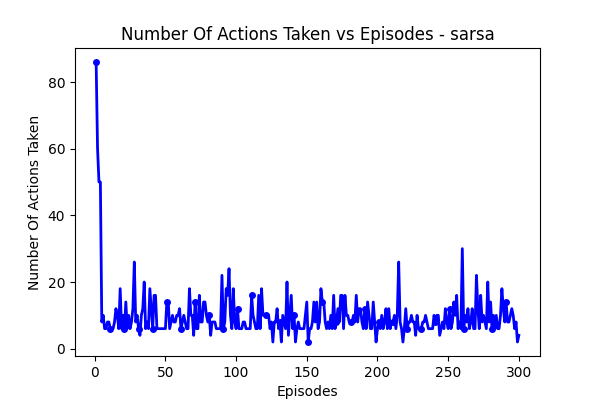 Number Of Actions Taken vs Episodes - sarsa
Number Of Actions Taken
80
60
40
20
0
0 50 100 150 200 250 300
Episodes